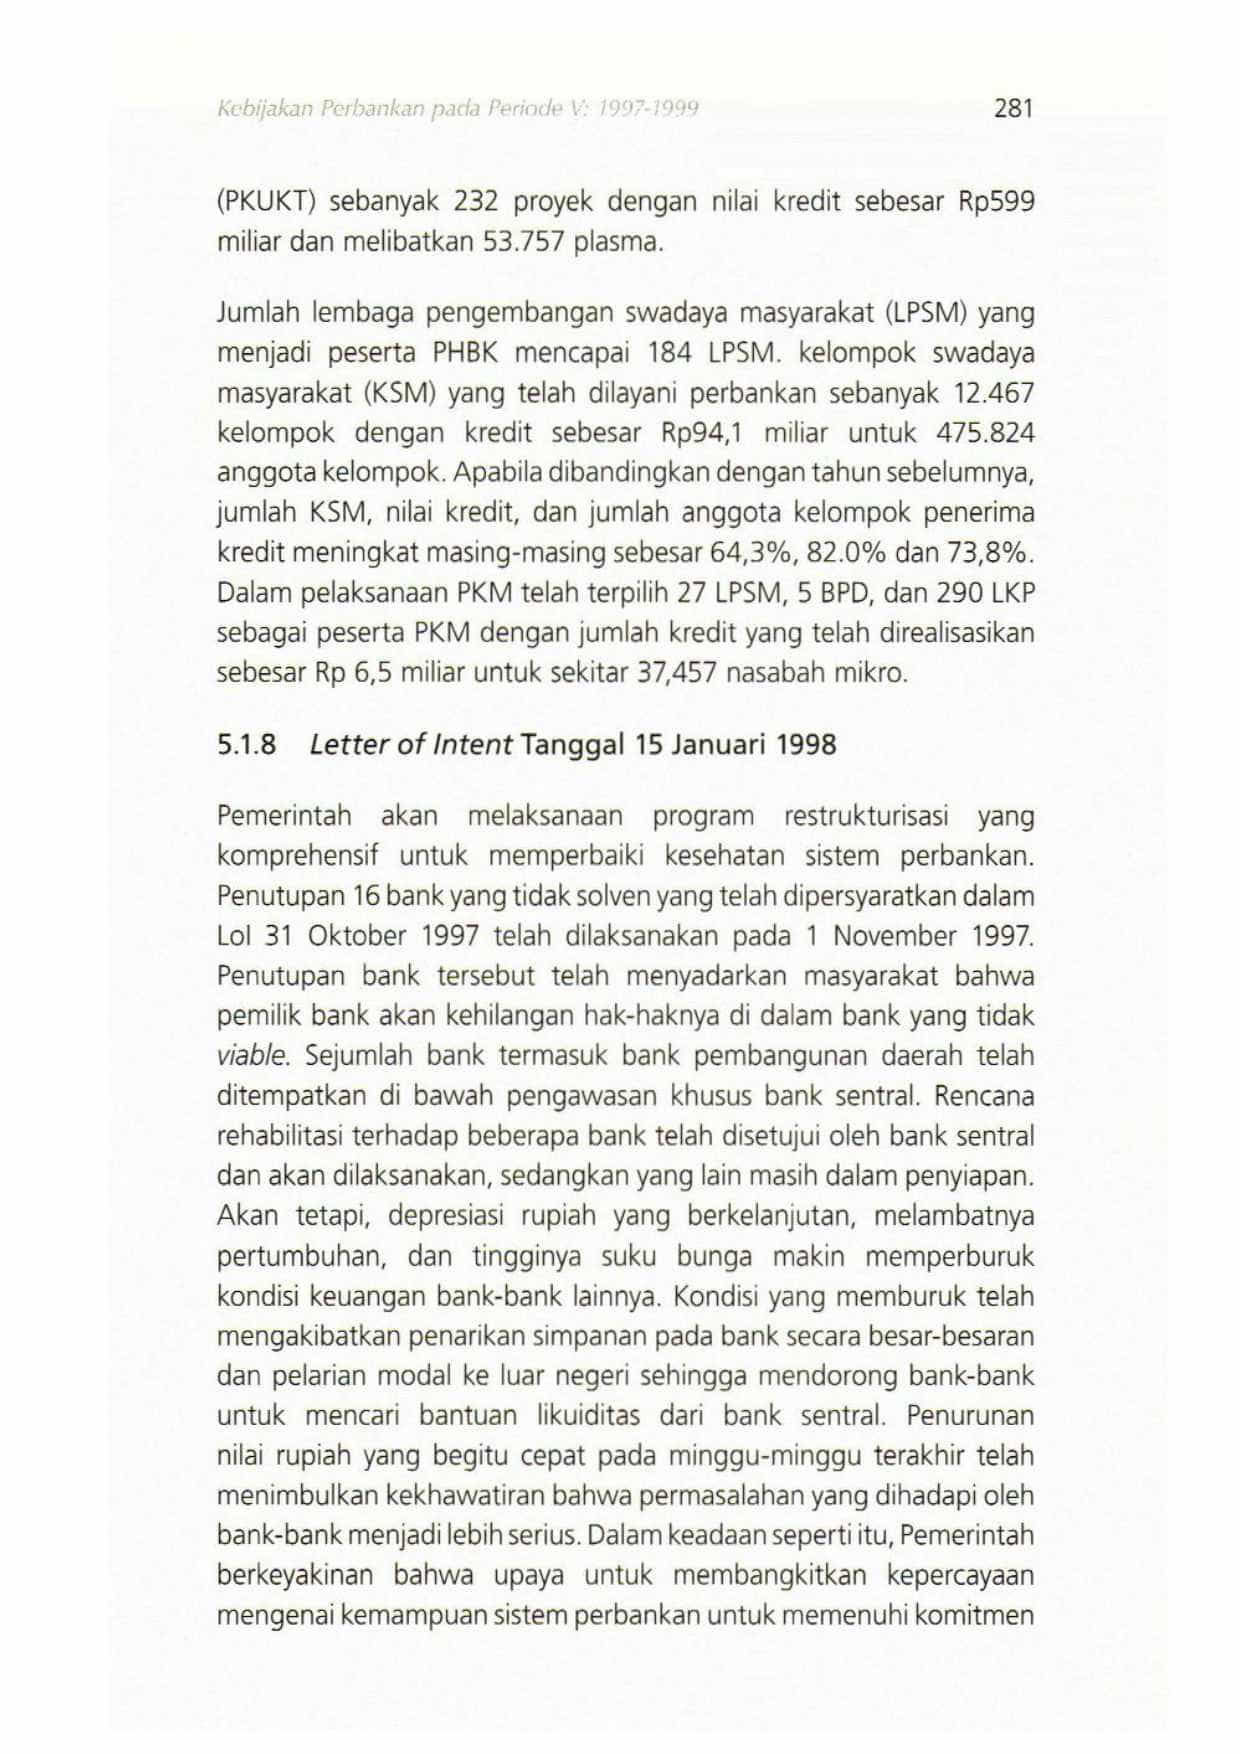 Kebijakan Perbankan pada Periode V: 1997-1999 281
(PKUKT) sebanyak 232 proyek dengan nilai kredit sebesar Rp599
miliar dan melibatkan 53.757 plasma.
Jumlah lembaga pengembangan swadaya masyarakat (LPSM) yang
menjadi peserta PHBK mencapai 184 LPSM. kelompok swadaya
masyarakat (KSM) yang telah dilayani perbankan sebanyak 12.467
kelompok dengan kredit sebesar Rp94,1 miliar untuk 475.824
anggota kelompok. Apabila dibandingkan dengan tahun sebelumnya,
jumlah KSM, nilai kredit, dan jumlah anggota kelompok penerima
kredit meningkat masing-masing sebesar 64,3%, 82.0% dan 73,8%.
Dalam pelaksanaan PKM telah terpilih 27 LPSM, 5 BPD, dan 290 LKP
sebagai peserta PKM dengan jumlah kredit yang telah direalisasikan
sebesar Rp 6,5 miliar untuk sekitar 37,457 nasabah mikro.
5.1.8 Letter of Intent Tanggal 15 Januari 1998
Pemerintah akan melaksanaan program restrukturisasi yang
komprehensif untuk memperbaiki kesehatan sistem perbankan.
Penutupan 16 bank yang tidak solven yang telah dipersyaratkan dalam
LoI 31 Oktober 1997 telah dilaksanakan pada 1 November 1997.
Penutupan bank tersebut telah menyadarkan masyarakat bahwa
pemilik bank akan kehilangan hak-haknya di dalam bank yang tidak
viable. Sejumlah bank termasuk bank pembangunan daerah telah
ditempatkan di bawah pengawasan khusus bank sentral. Rencana
rehabilitasi terhadap beberapa bank telah disetujui oleh bank sentral
dan akan dilaksanakan, sedangkan yang lain masih dalam penyiapan.
Akan tetapi, depresiasi rupiah yang berkelanjutan, melambatnya
pertumbuhan, dan tingginya suku bunga makin memperburuk
kondisi keuangan bank-bank lainnya. Kondisi yang memburuk telah
mengakibatkan penarikan simpanan pada bank secara besar-besaran
dan pelarian modal ke luar negeri sehingga mendorong bank-bank
untuk mencari bantuan likuiditas dari bank sentral. Penurunan
nilai rupiah yang begitu cepat pada minggu-minggu terakhir telah
menimbulkan kekhawatiran bahwa permasalahan yang dihadapi oleh
bank-bank menjadi lebih serius. Dalam keadaan seperti itu, Pemerintah
berkeyakinan bahwa upaya untuk membangkitkan kepercayaan
mengenai kemampuan sistem perbankan untuk memenuhi komitmen